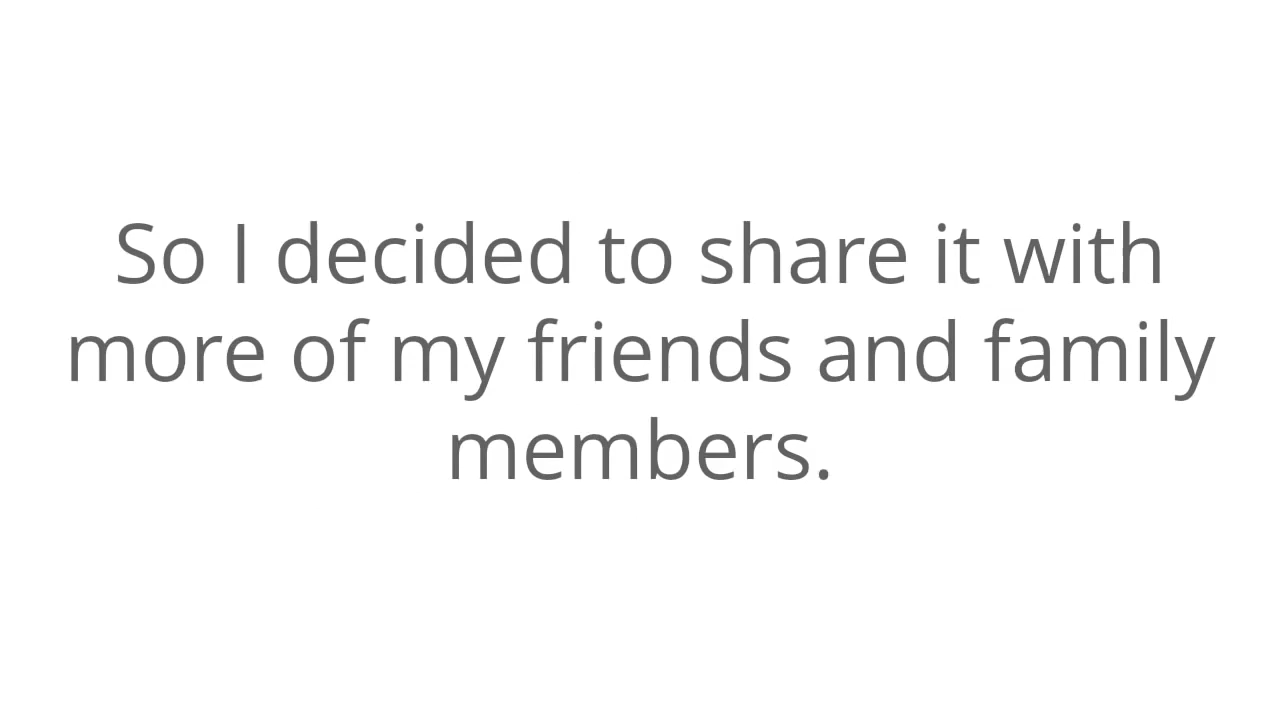 So I decided to share it with
more of my friends and family
members.